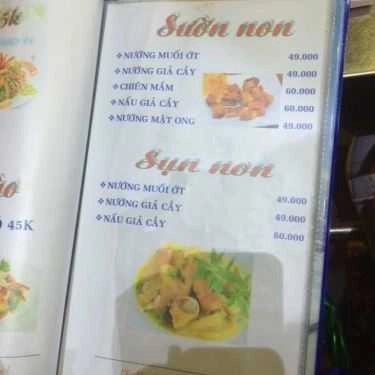 5k
Sườn non
❖NƯỚNG MUỐI ỚT 49.000
❖NƯỚNG GIẢ CẦY 49.000
❖CHIÊN MẮM 60.000
❖NẤU GIẢ CẦY 60.000
❖NƯỚNG MẬT ONG 49.000
Sụn non
❖NƯỚNG MUỐI ỚT 49.000
❖NƯỚNG GIẢ CẦY 49.000
❖NẤU GIẢ CẦY 60.000
ào
45K